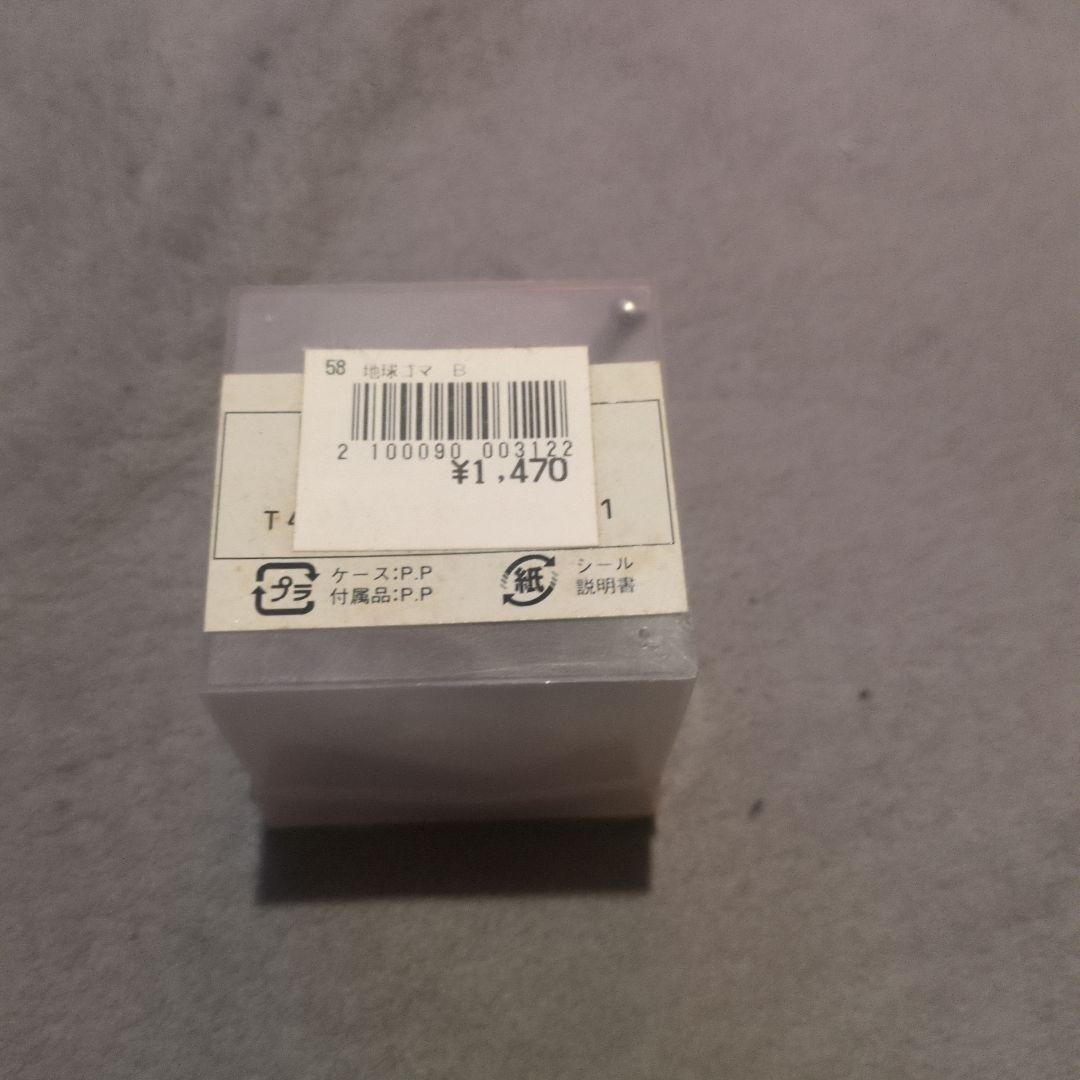 58 地球ゴマ B
2 100090 003122
¥1,470
T 4
1
プラ
ケース:P.P
付属品:P.P
紙
シール
説明書